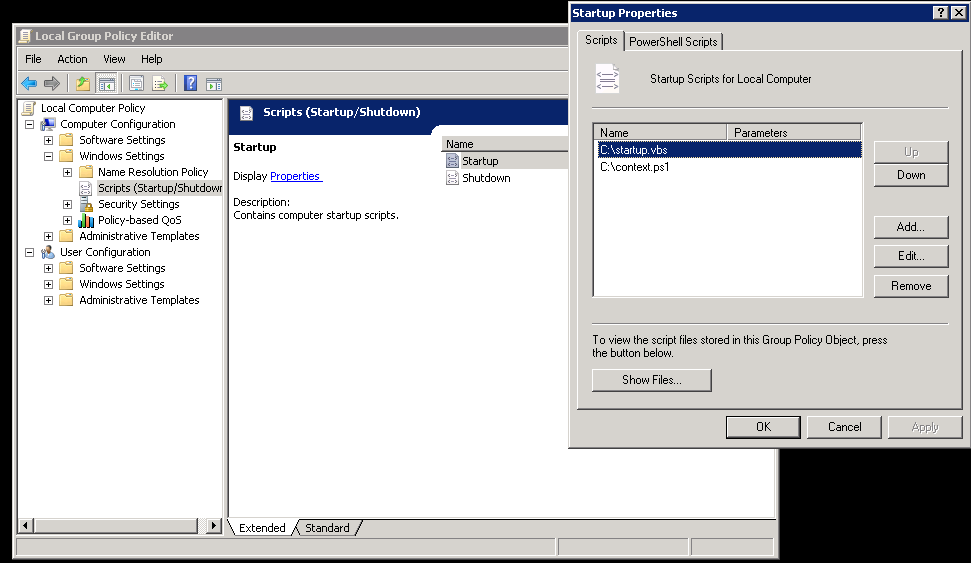 Local Group Policy Editor
File Action View Help
Local Computer Policy
Computer Configuration
Software Settings
Windows Settings
Name Resolution Policy
Scripts (Startup/Shutdown
Security Settings
Policy-based QoS
Administrative Templates
User Configuration
Software Settings
Windows Settings
Administrative Templates
Scripts (Startup/Shutdown)
Startup
Display Properties
Description:
Contains computer startup scripts.
Name
Startup
Shutdown
Extended Standard
Startup Properties
Scripts PowerShell Scripts
Startup Scripts for Local Computer
Name Parameters
C:\startup.vbs
C:\context.ps1
Up
Down
Add...
Edit...
Remove
To view the script files stored in this Group Policy Object, press
the button below.
Show Files...
OK Cancel Apply